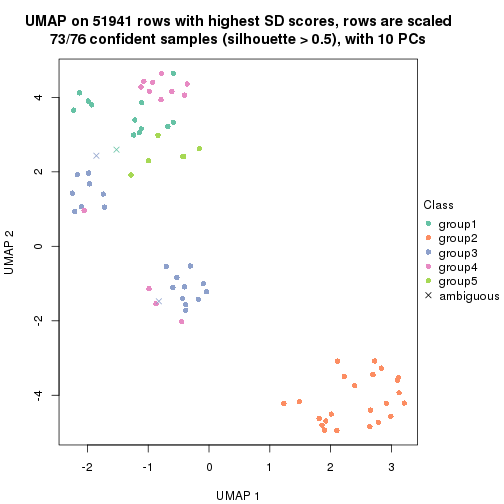 UMAP on 51941 rows with highest SD scores, rows are scaled
73/76 confident samples (silhouette > 0.5), with 10 PCs
4
2
0
-2
-4
UMAP 2
-2
-1
0
1
2
3
UMAP 1
Class
group1
group2
group3
group4
group5
ambiguous